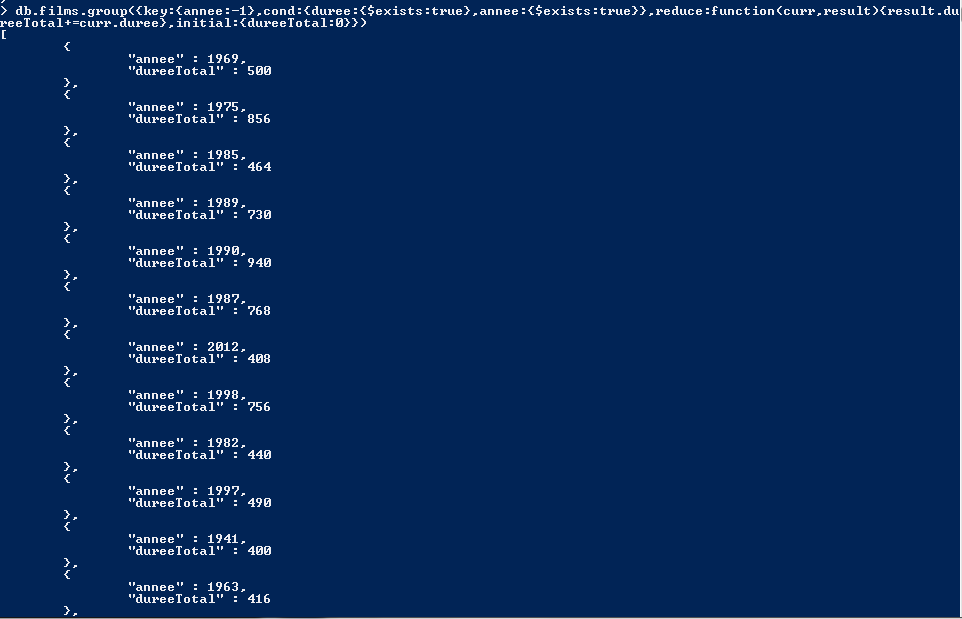 > db.films.group({key:{annee:-1},cond:{duree:{$exists:true},annee:{$exists:true}},reduce:function(curr,result){result.du
reeTotal+=curr.duree},initial:{dureeTotal:0}})
[
{
"annee" : 1969,
"dureeTotal" : 500
},
{
"annee" : 1975,
"dureeTotal" : 856
},
{
"annee" : 1985,
"dureeTotal" : 464
},
{
"annee" : 1989,
"dureeTotal" : 730
},
{
"annee" : 1990,
"dureeTotal" : 940
},
{
"annee" : 1987,
"dureeTotal" : 768
},
{
"annee" : 2012,
"dureeTotal" : 408
},
{
"annee" : 1998,
"dureeTotal" : 756
},
{
"annee" : 1982,
"dureeTotal" : 440
},
{
"annee" : 1997,
"dureeTotal" : 490
},
{
"annee" : 1941,
"dureeTotal" : 400
},
{
"annee" : 1963,
"dureeTotal" : 416
},